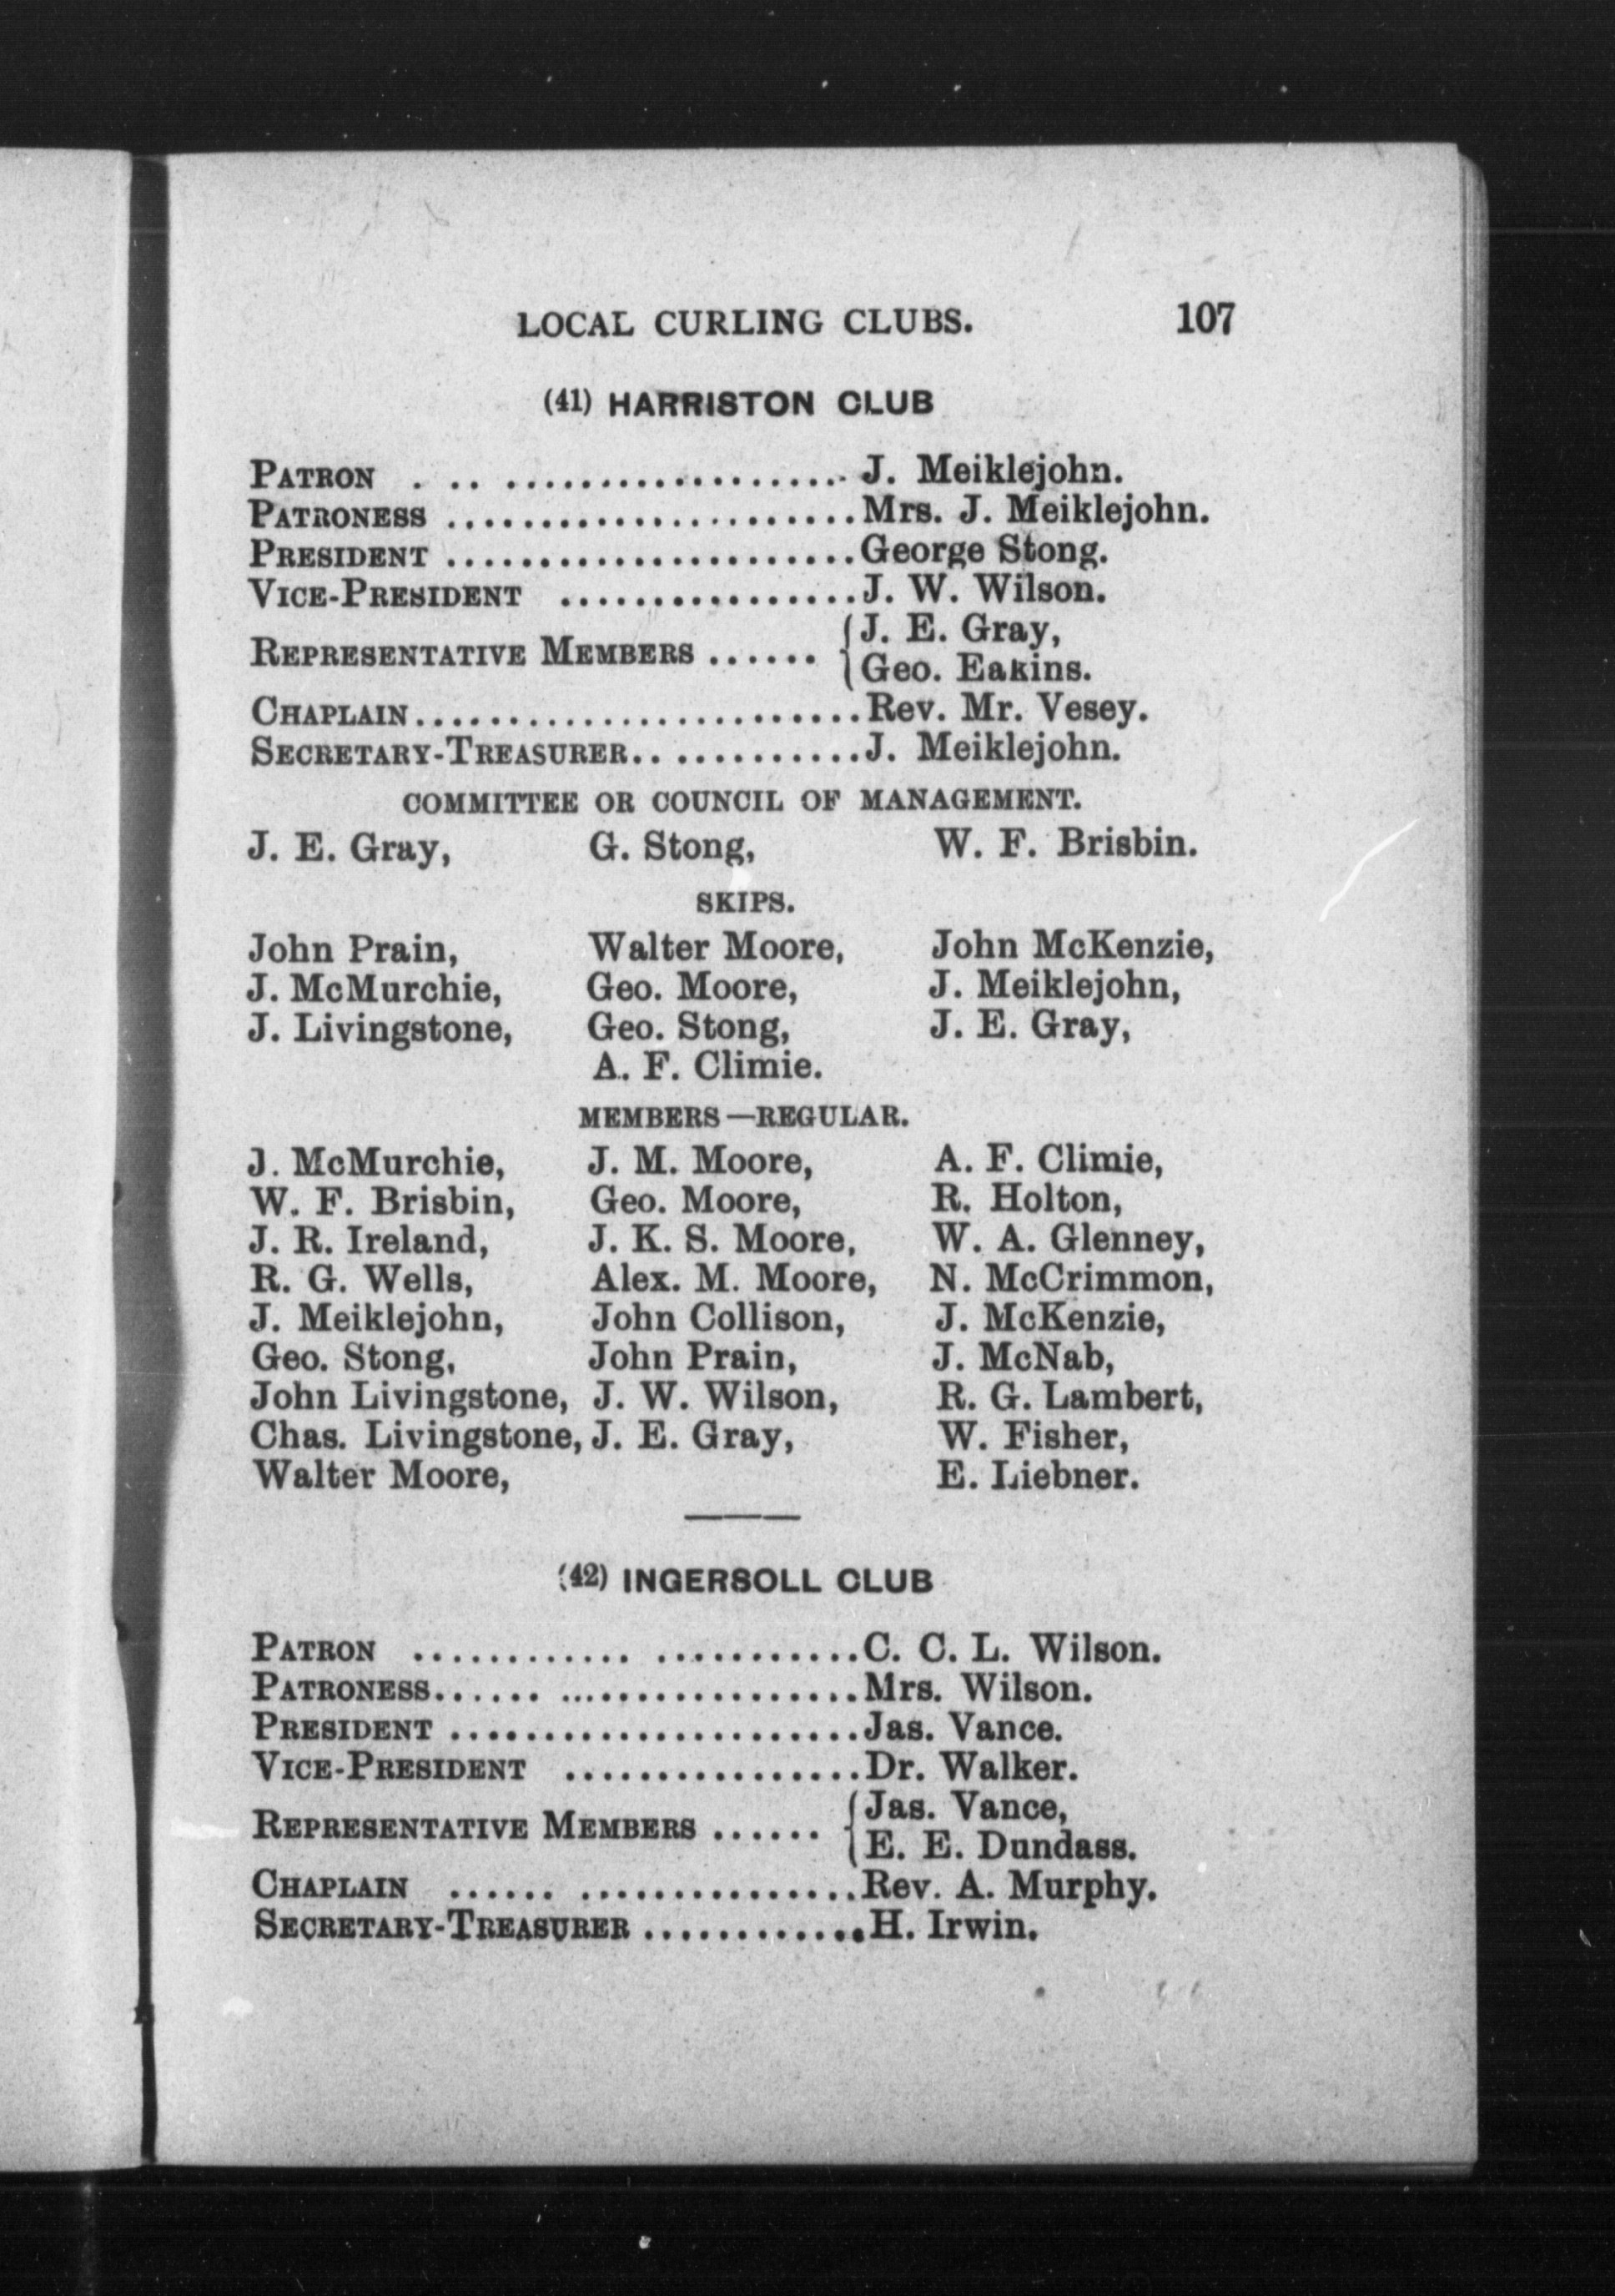 LOCAL CURLING CLUBS. 107
(41) HARRISTON CLUB
PATRON . .. ................... J. Meiklejohn.
PATRONESS ......................Mrs. J. Meiklejohn.
PRESIDENT ......................George Stong.
VICE-PRESIDENT ................J. W. Wilson.
REPRESENTATIVE MEMBERS ...... {J. E. Gray,
Geo. Eakins.
CHAPLAIN........................Rev. Mr. Vesey.
SECRETARY-TREASURER.. ..........J. Meiklejohn.
COMMITTEE OR COUNCIL OF MANAGEMENT.
J. E. Gray, G. Stong, W. F. Brisbin.
SKIPS.
John Prain, Walter Moore, John McKenzie,
J. McMurchie, Geo. Moore, J. Meiklejohn,
J. Livingstone, Geo. Stong, J. E. Gray,
A. F. Climie.
MEMBERS—REGULAR.
J. McMurchie, J. M. Moore, A. F. Climie,
W. F. Brisbin, Geo. Moore, R. Holton,
J. R. Ireland, J. K. S. Moore, W. A. Glenney,
R. G. Wells, Alex. M. Moore, N. McCrimmon,
J. Meiklejohn, John Collison, J. McKenzie,
Geo. Stong, John Prain, J. McNab,
John Livingstone, J. W. Wilson, R. G. Lambert,
Chas. Livingstone, J. E. Gray, W. Fisher,
Walter Moore, E. Liebner.
(42) INGERSOLL CLUB
PATRON ............ ...........C. C. L. Wilson.
PATRONESS...... ................Mrs. Wilson.
PRESIDENT ......................Jas. Vance.
VICE-PRESIDENT ................Dr. Walker.
REPRESENTATIVE MEMBERS ...... {Jas. Vance,
E. E. Dundass.
CHAPLAIN ...... ...............Rev. A. Murphy.
SECRETARY-TREASURER ............H. Irwin.